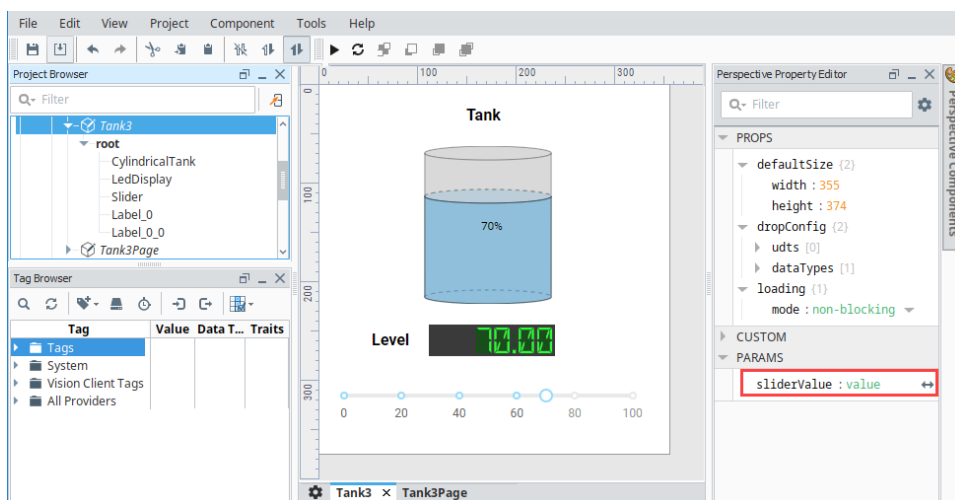 File Edit View Project Component Tools Help
Project Browser
Filter
Tank3
root
CylindricalTank
LedDisplay
Slider
Label_0
Label_0_0
Tank3Page
Tag Browser
Tag Value Data T... Traits
Tags
System
Vision Client Tags
All Providers
0 100 200 300
0
100
200
300
Tank
70%
Level 70.00
0 20 40 60 80 100
Tank3 × Tank3Page
Perspective Property Editor
Filter
PROPS
defaultSize {2}
width : 355
height : 374
dropConfig {2}
udts [0]
dataTypes [1]
loading {1}
mode : non-blocking
CUSTOM
PARAMS
sliderValue : value
Perspective Components